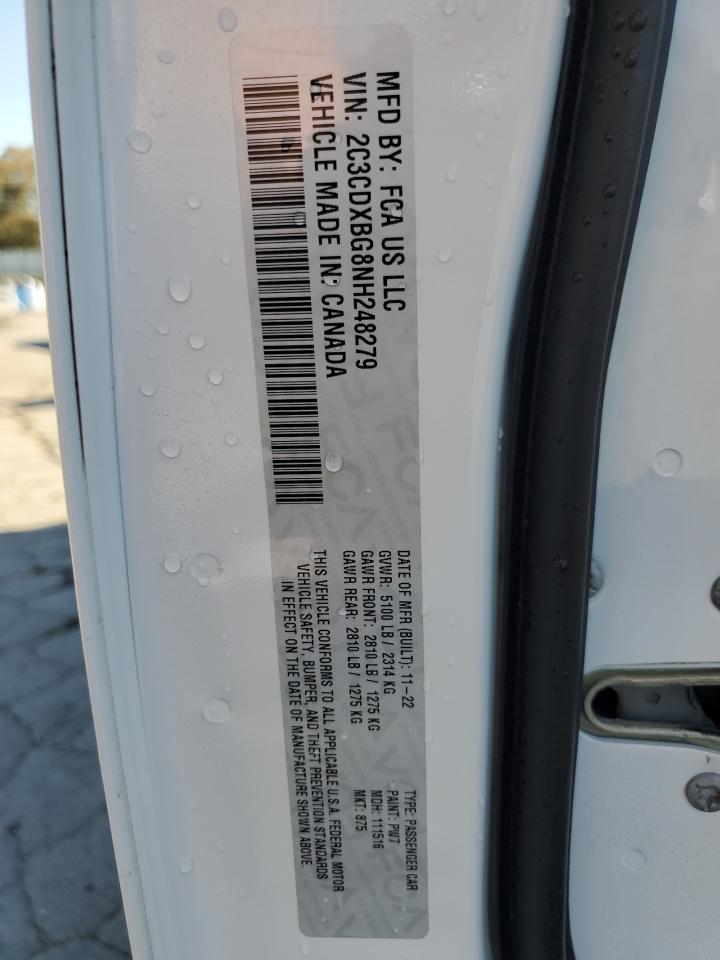 MFD BY: FCA US LLC
VIN: 2C3CDXBG8NH248279
VEHICLE MADE IN: CANADA
DATE OF MFR (BUILT): 11-22
GVWR: 5100 LB / 2314 KG
GAWR FRONT: 2810 LB / 1275 KG
GAWR REAR: 2810 LB / 1275 KG
THIS VEHICLE CONFORMS TO ALL APPLICABLE U.S.A. FEDERAL MOTOR
VEHICLE SAFETY, BUMPER, AND THEFT PREVENTION STANDARDS
IN EFFECT ON THE DATE OF MANUFACTURE SHOWN ABOVE.
TYPE: PASSENGER CAR
PAINT: PW7
MDH: 111516
MKT: 875
FCA
FCA